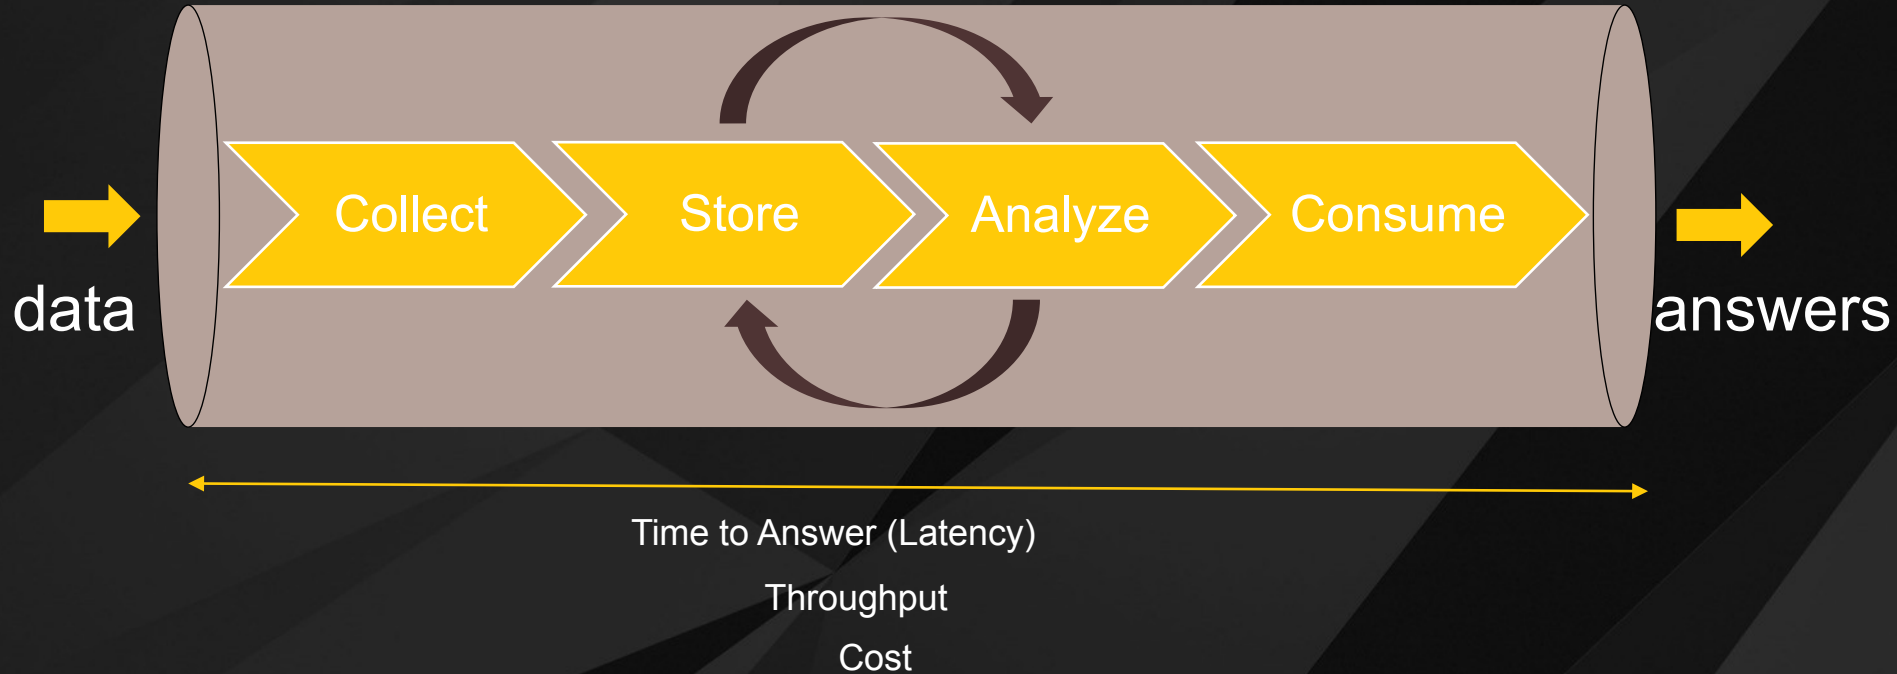 Collect
Store
Analyze
Consume
data
answers
Time to Answer (Latency)
Throughput
Cost